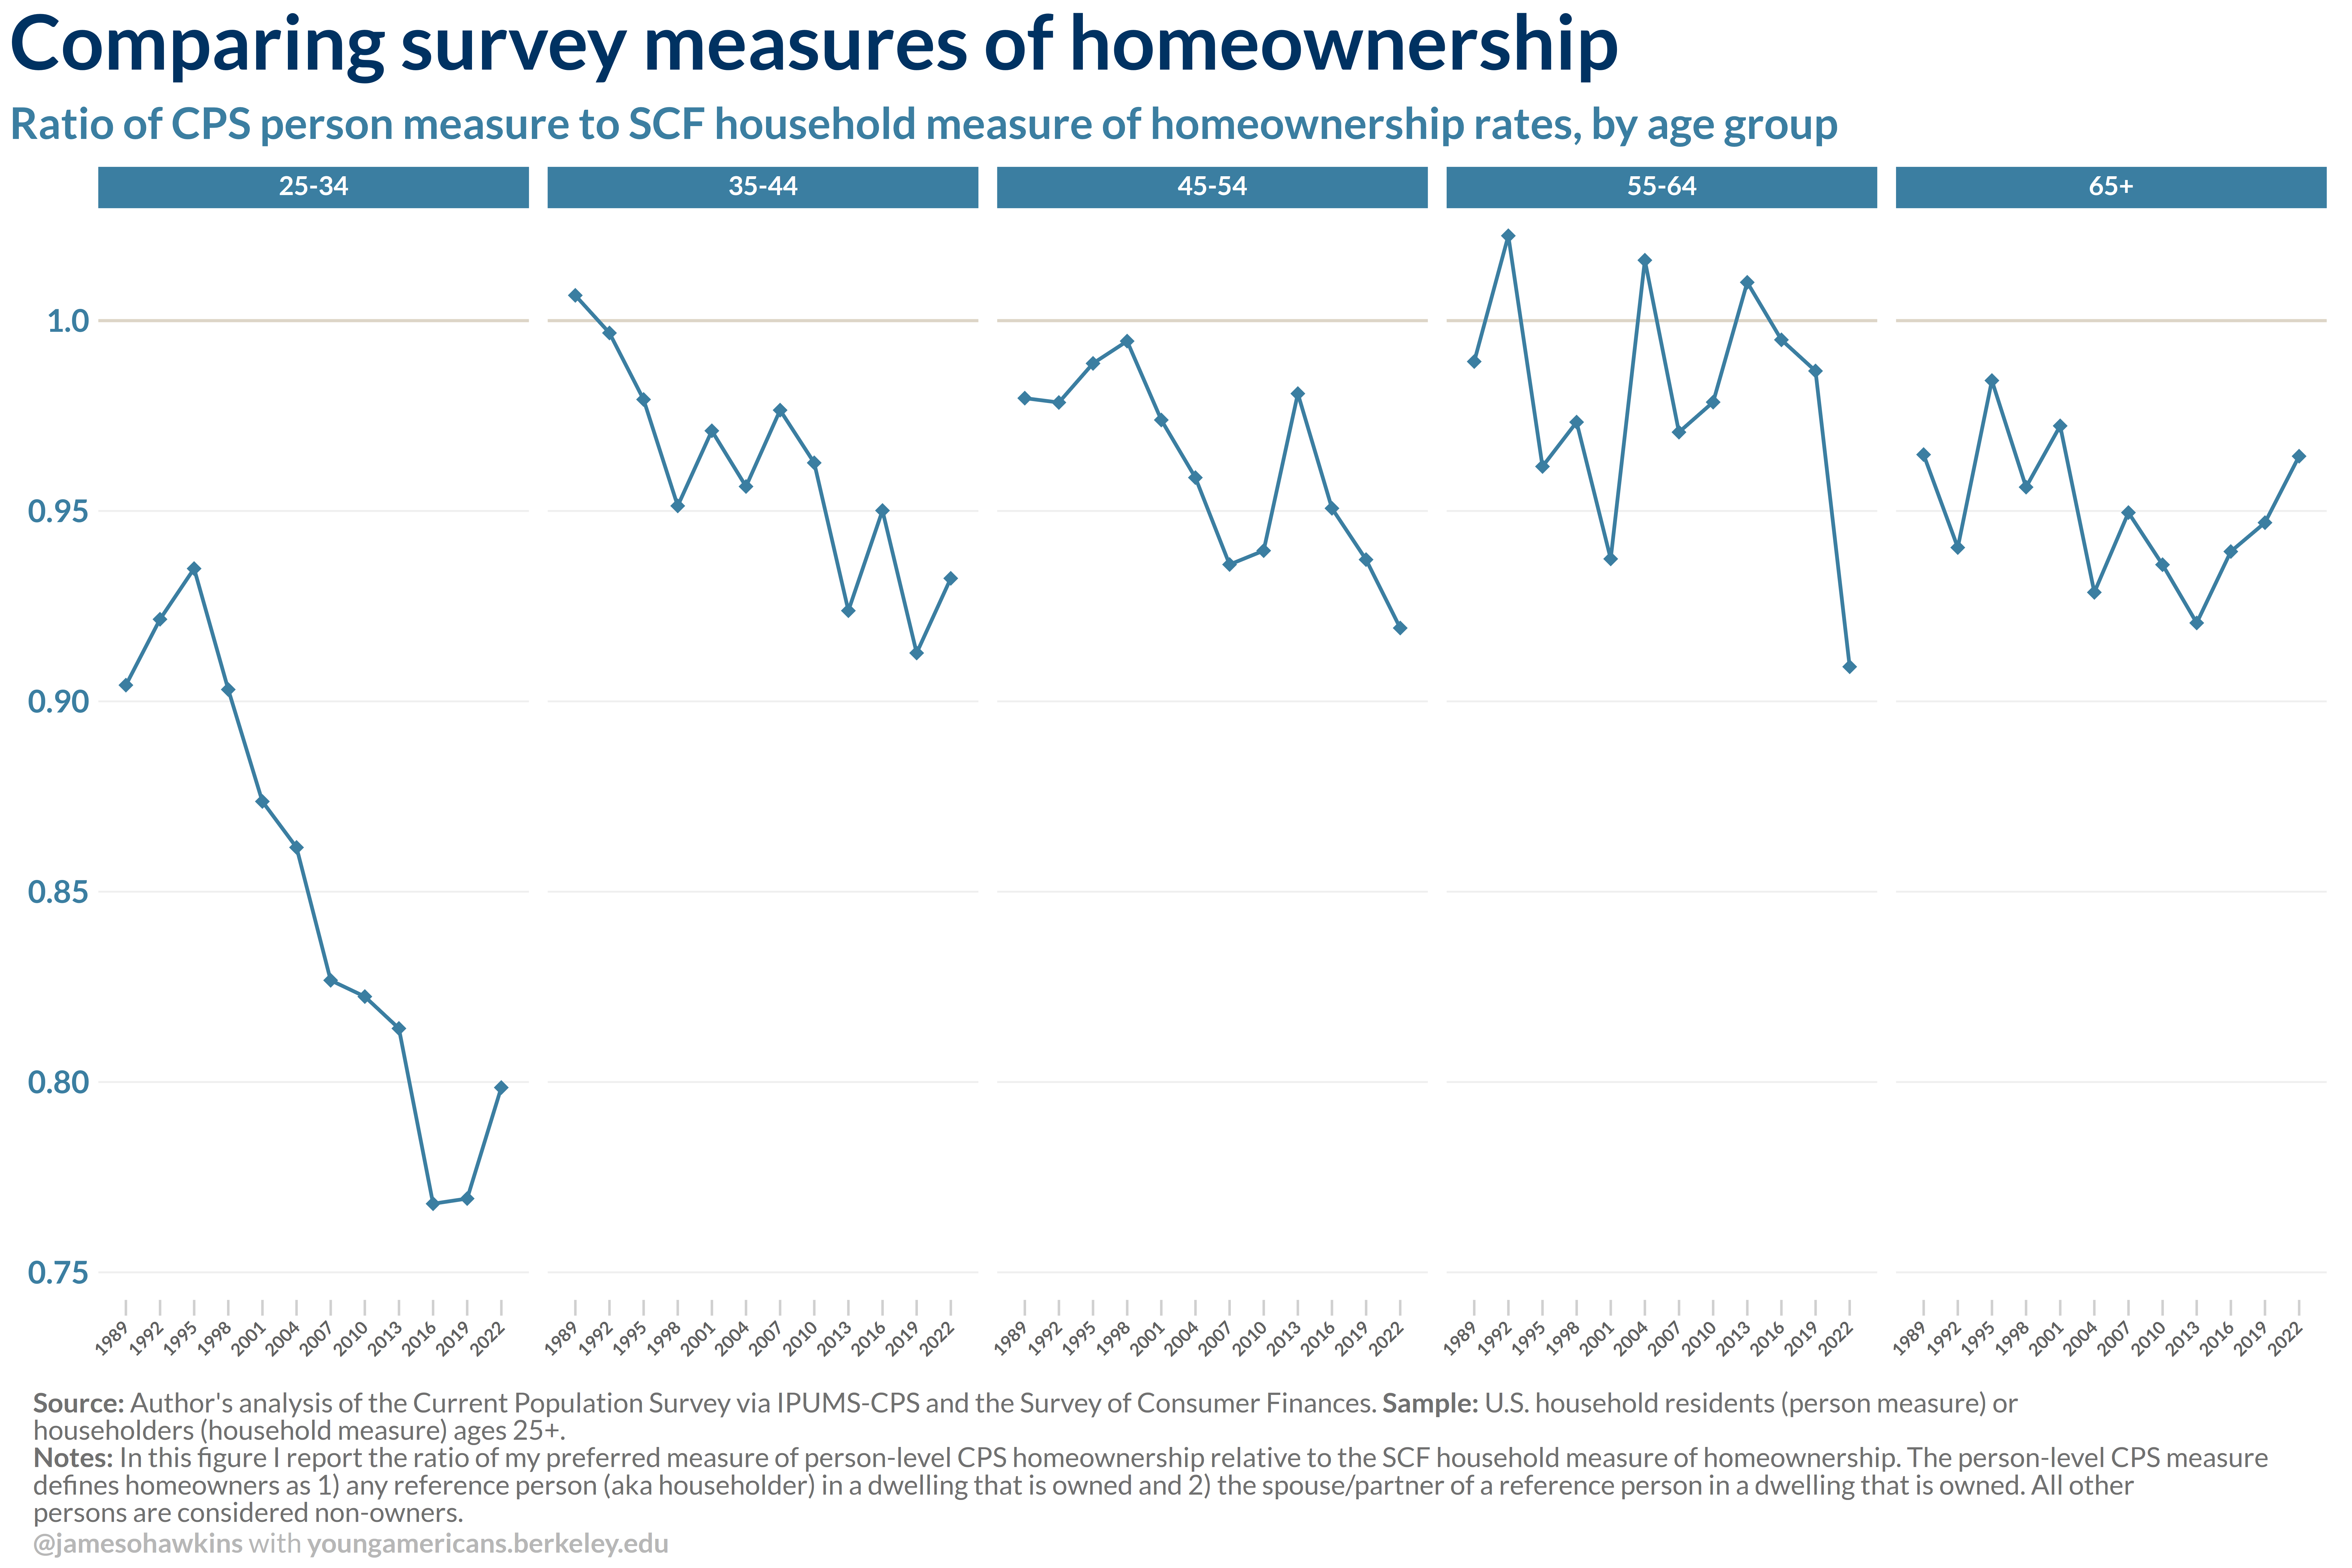 Comparing survey measures of homeownership
Ratio of CPS person measure to SCF household measure of homeownership rates, by age group
25-34 35-44 45-54 55-64 65+
1.0
0.95
0.90
0.85
0.80
0.75
1989 1992 1995 1998 2001 2004 2007 2010 2013 2016 2019 2022 1989 1992 1995 1998 2001 2004 2007 2010 2013 2016 2019 2022 1989 1992 1995 1998 2001 2004 2007 2010 2013 2016 2019 2022 1989 1992 1995 1998 2001 2004 2007 2010 2013 2016 2019 2022 1989 1992 1995 1998 2001 2004 2007 2010 2013 2016 2019 2022
Source: Author's analysis of the Current Population Survey via IPUMS-CPS and the Survey of Consumer Finances. Sample: U.S. household residents (person measure) or
householders (household measure) ages 25+.
Notes: In this figure I report the ratio of my preferred measure of person-level CPS homeownership relative to the SCF household measure of homeownership. The person-level CPS measure
defines homeowners as 1) any reference person (aka householder) in a dwelling that is owned and 2) the spouse/partner of a reference person in a dwelling that is owned. All other
persons are considered non-owners.
@jamesohawkins with youngamericans.berkeley.edu